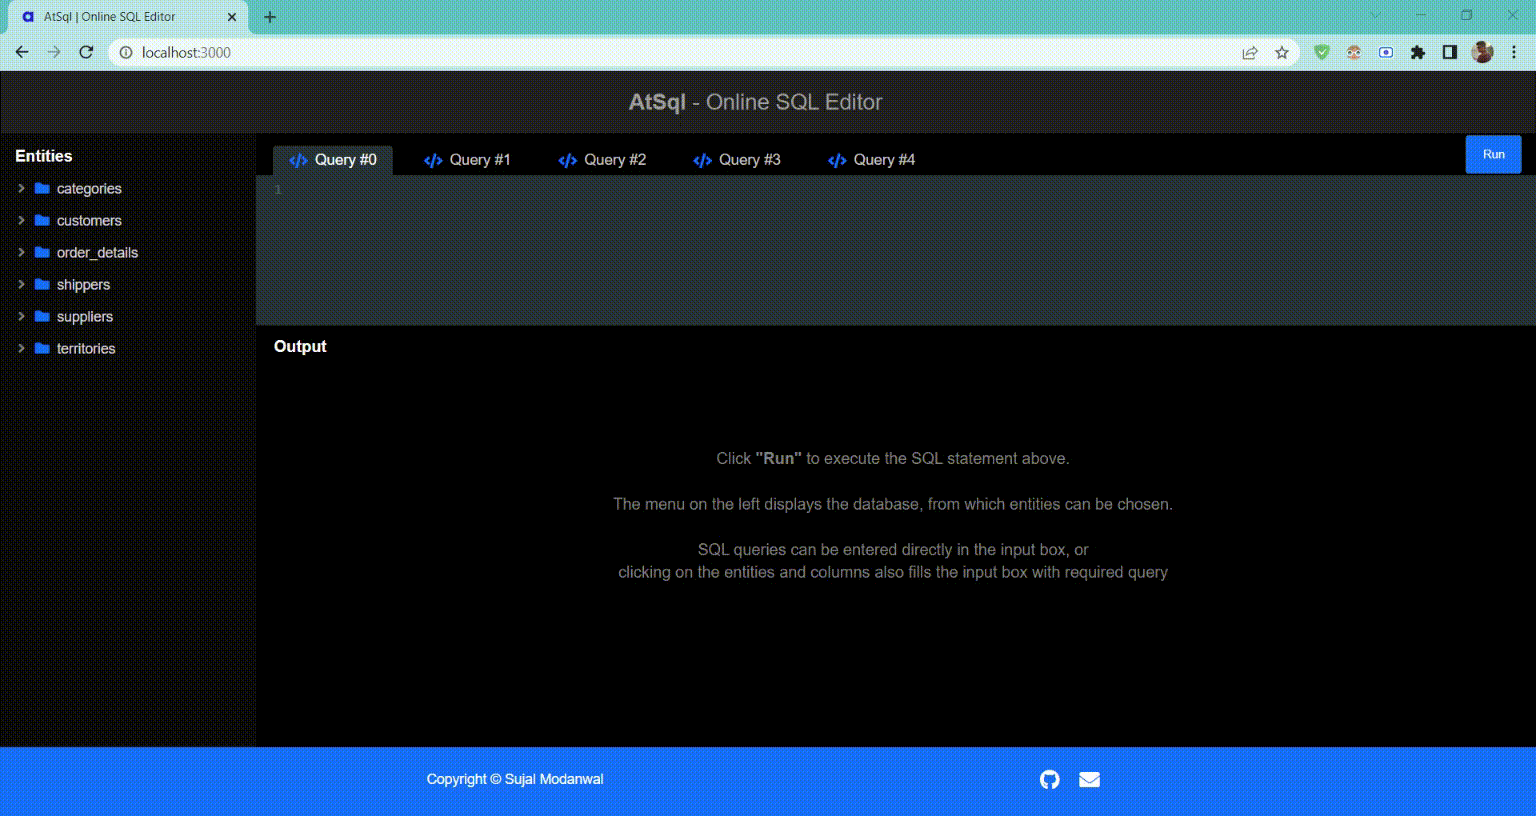 AtSql | Online SQL Editor
localhost:3000
AtSql - Online SQL Editor
Entities
categories
customers
order_details
shippers
suppliers
territories
Query #0
Query #1
Query #2
Query #3
Query #4
Run
1
Output
Click "Run" to execute the SQL statement above.
The menu on the left displays the database, from which entities can be chosen.
SQL queries can be entered directly in the input box, or
clicking on the entities and columns also fills the input box with required query
Copyright © Sujal Modanwal